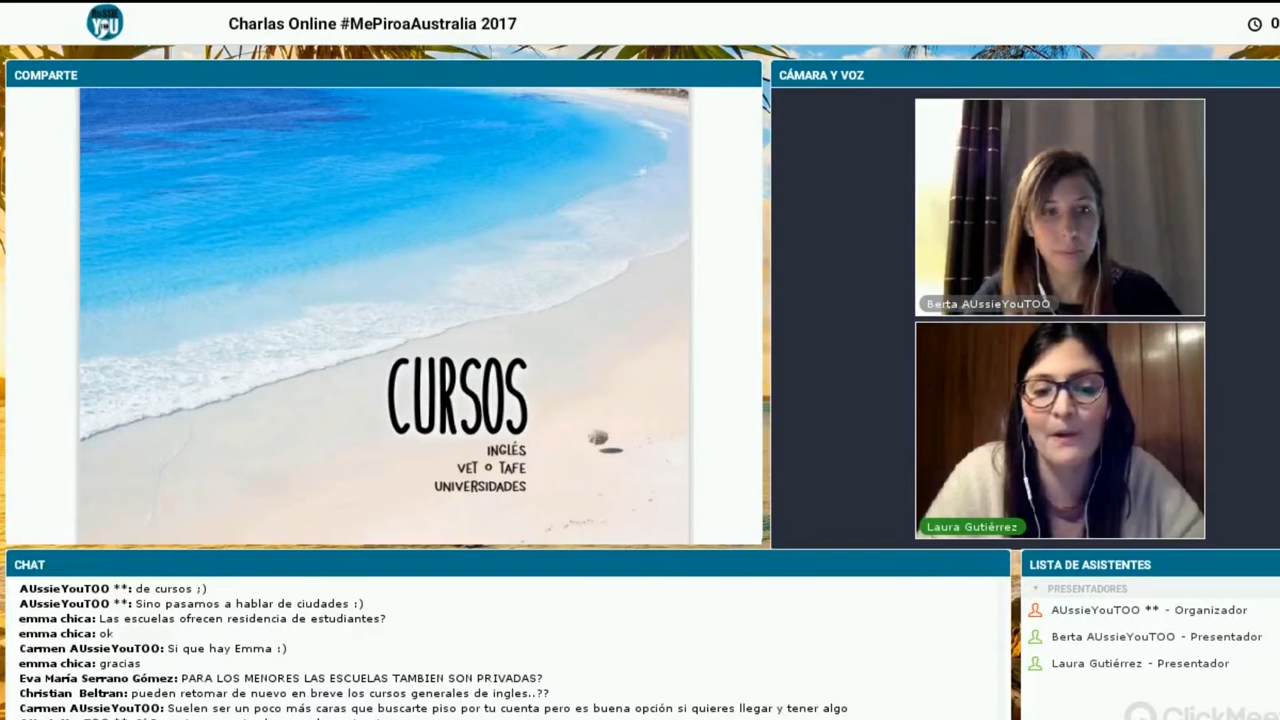 AUSSIE YOU
Charlas Online #MePiroaAustralia 2017
0
COMPARTE
CÁMARA Y VOZ
CURSOS
INGLÉS
VET o TAFE
UNIVERSIDADES
Berta AUssieYouTOO
Laura Gutiérrez
CHAT
AUssieYouTOO **: de cursos ;)
AUssieYouTOO **: Sino pasamos a hablar de ciudades :)
emma chica: Las escuelas ofrecen residencia de estudiantes?
emma chica: ok
Carmen AUssieYouTOO: Si que hay Emma :)
emma chica: gracias
Eva María Serrano Gómez: PARA LOS MENORES LAS ESCUELAS TAMBIEN SON PRIVADAS?
Christian Beltran: pueden retomar de nuevo en breve los cursos generales de ingles..??
Carmen AUssieYouTOO: Suelen ser un poco más caras que buscarte piso por tu cuenta pero es buena opción si quieres llegar y tener algo
LISTA DE ASISTENTES
PRESENTADORES
AUssieYouTOO ** - Organizador
Berta AUssieYouTOO - Presentador
Laura Gutiérrez - Presentador
ClickMee